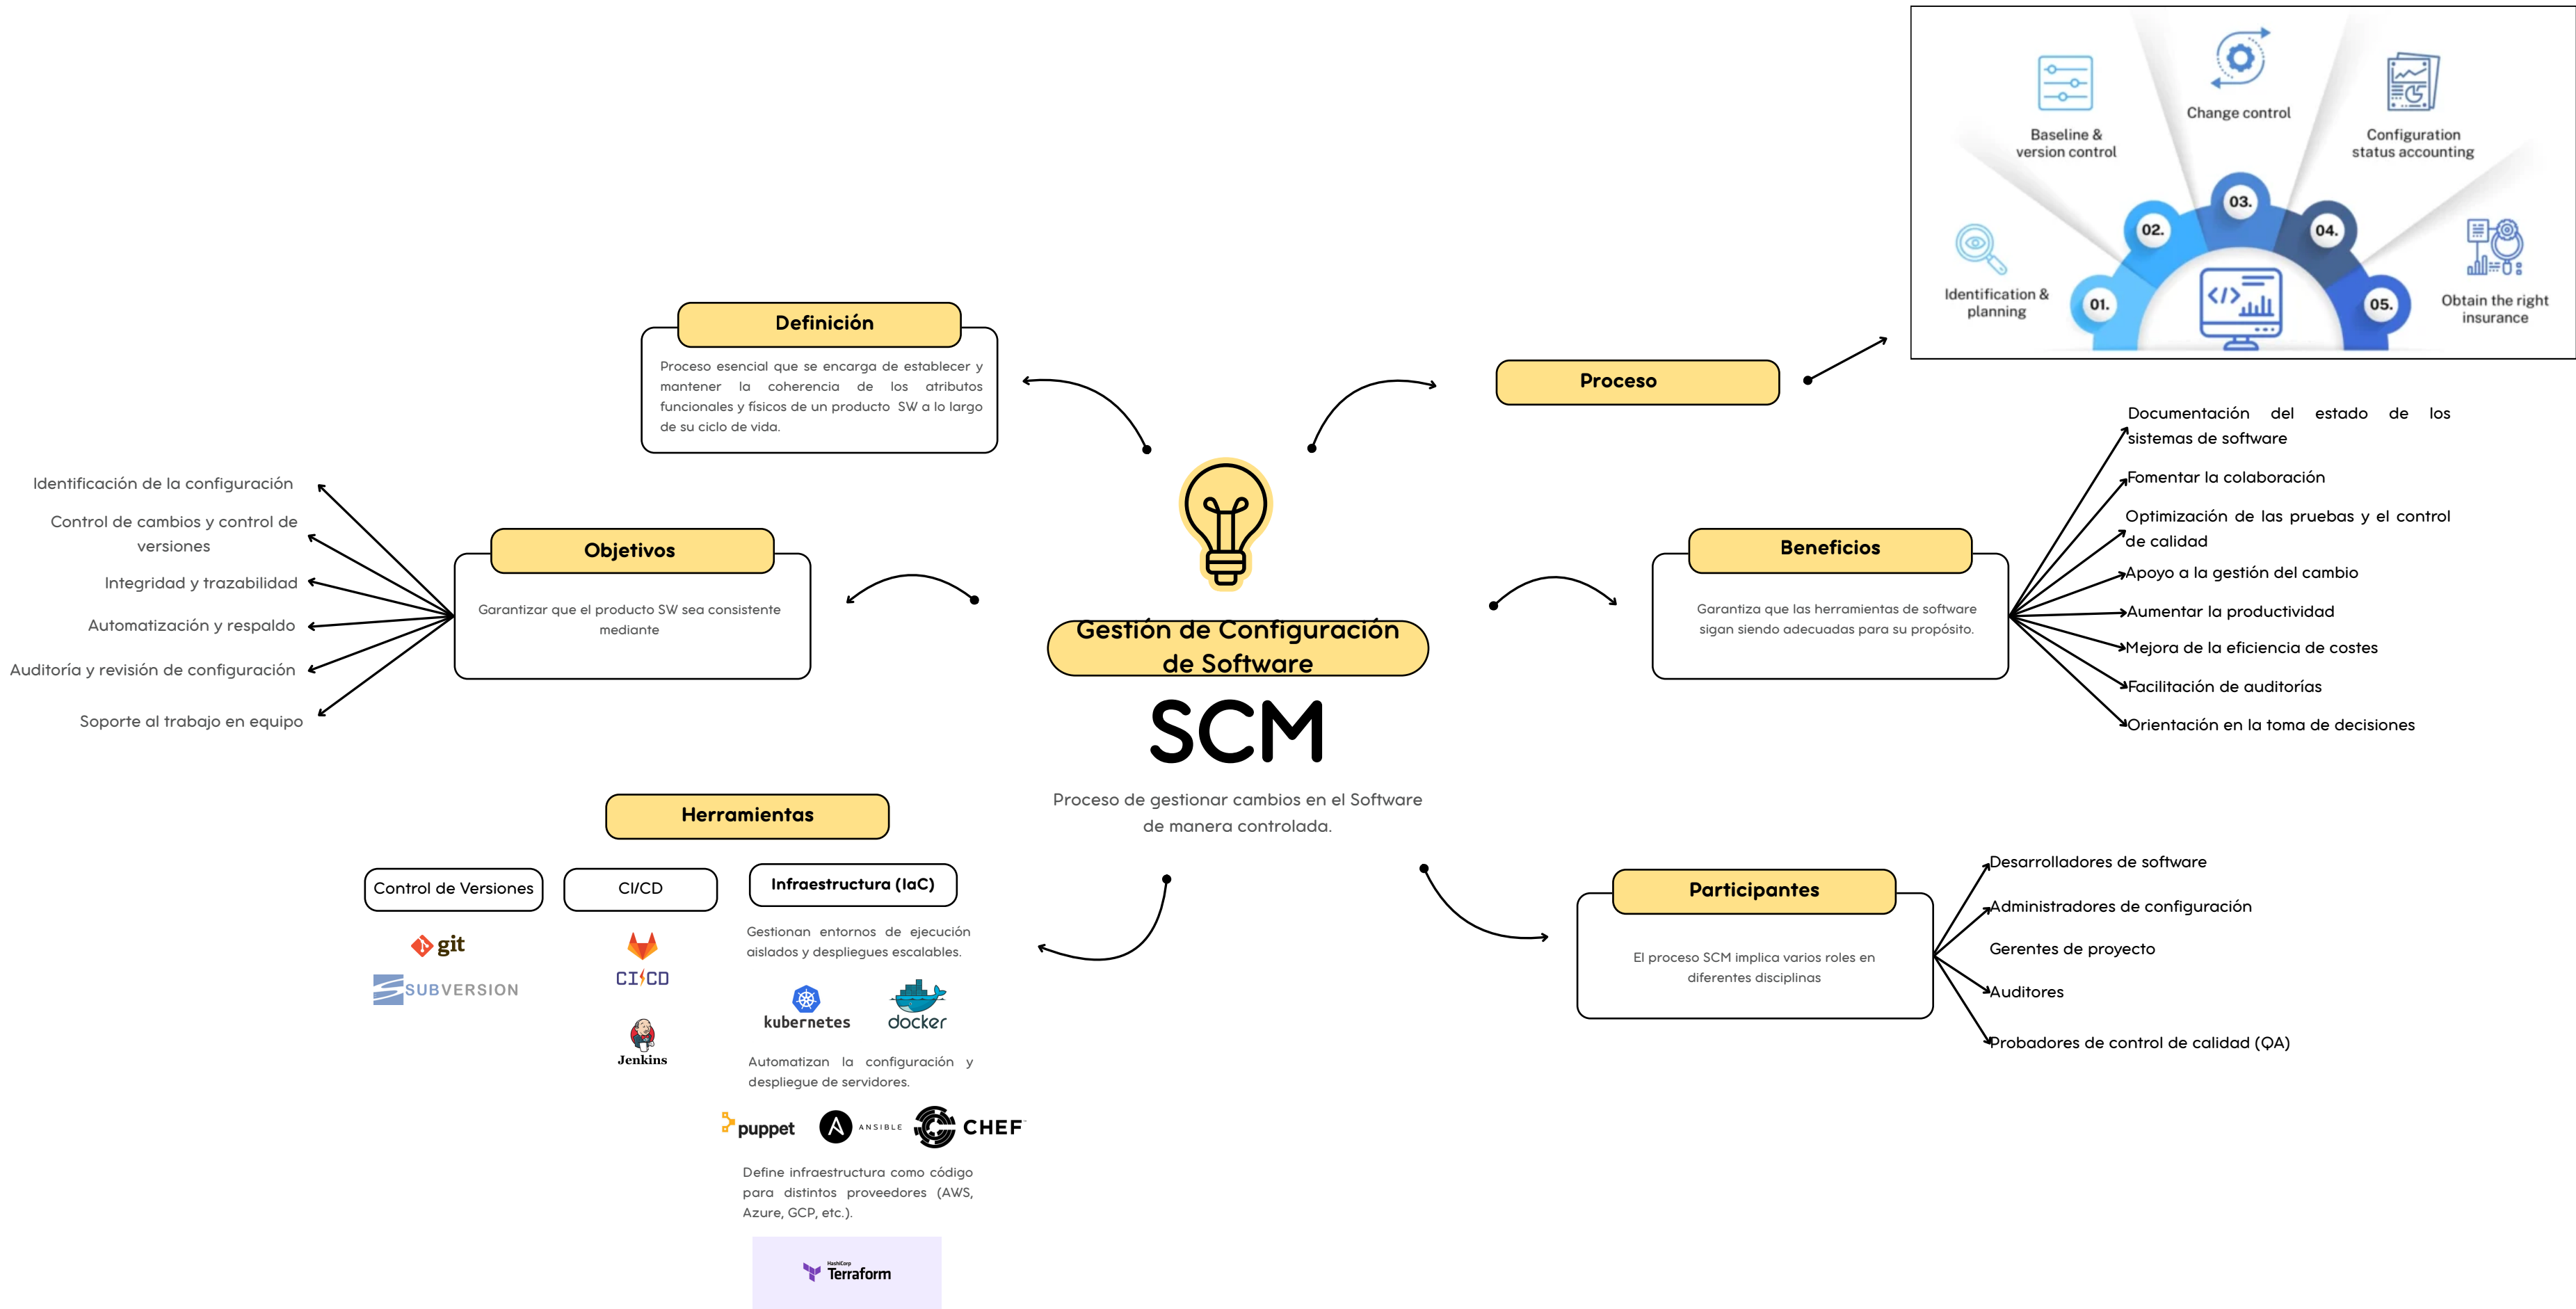 Gestión de Configuración
de Software
SCM
Proceso de gestionar cambios en el Software
de manera controlada.
Definición
Proceso esencial que se encarga de establecer y
mantener la coherencia de los atributos
funcionales y físicos de un producto SW a lo largo
de su ciclo de vida.
Objetivos
Garantizar que el producto SW sea consistente
mediante
Identificación de la configuración
Control de cambios y control de
versiones
Integridad y trazabilidad
Automatización y respaldo
Auditoría y revisión de configuración
Soporte al trabajo en equipo
Herramientas
Control de Versiones
git
SUBVERSION
CI/CD
CI/CD
Jenkins
Infraestructura (IaC)
Gestionan entornos de ejecución
aislados y despliegues escalables.
kubernetes
docker
Automatizan la configuración y
despliegue de servidores.
puppet
ANSIBLE
CHEF
Define infraestructura como código
para distintos proveedores (AWS,
Azure, GCP, etc.).
HashiCorp
Terraform
Proceso
01.
Identification &
planning
02.
Baseline &
version control
03.
Change control
04.
Configuration
status accounting
05.
Obtain the right
insurance
</>
Beneficios
Garantiza que las herramientas de software
sigan siendo adecuadas para su propósito.
Documentación del estado de los
sistemas de software
Fomentar la colaboración
Optimización de las pruebas y el control
de calidad
Apoyo a la gestión del cambio
Aumentar la productividad
Mejora de la eficiencia de costes
Facilitación de auditorías
Orientación en la toma de decisiones
Participantes
El proceso SCM implica varios roles en
diferentes disciplinas
Desarrolladores de software
Administradores de configuración
Gerentes de proyecto
Auditores
Probadores de control de calidad (QA)